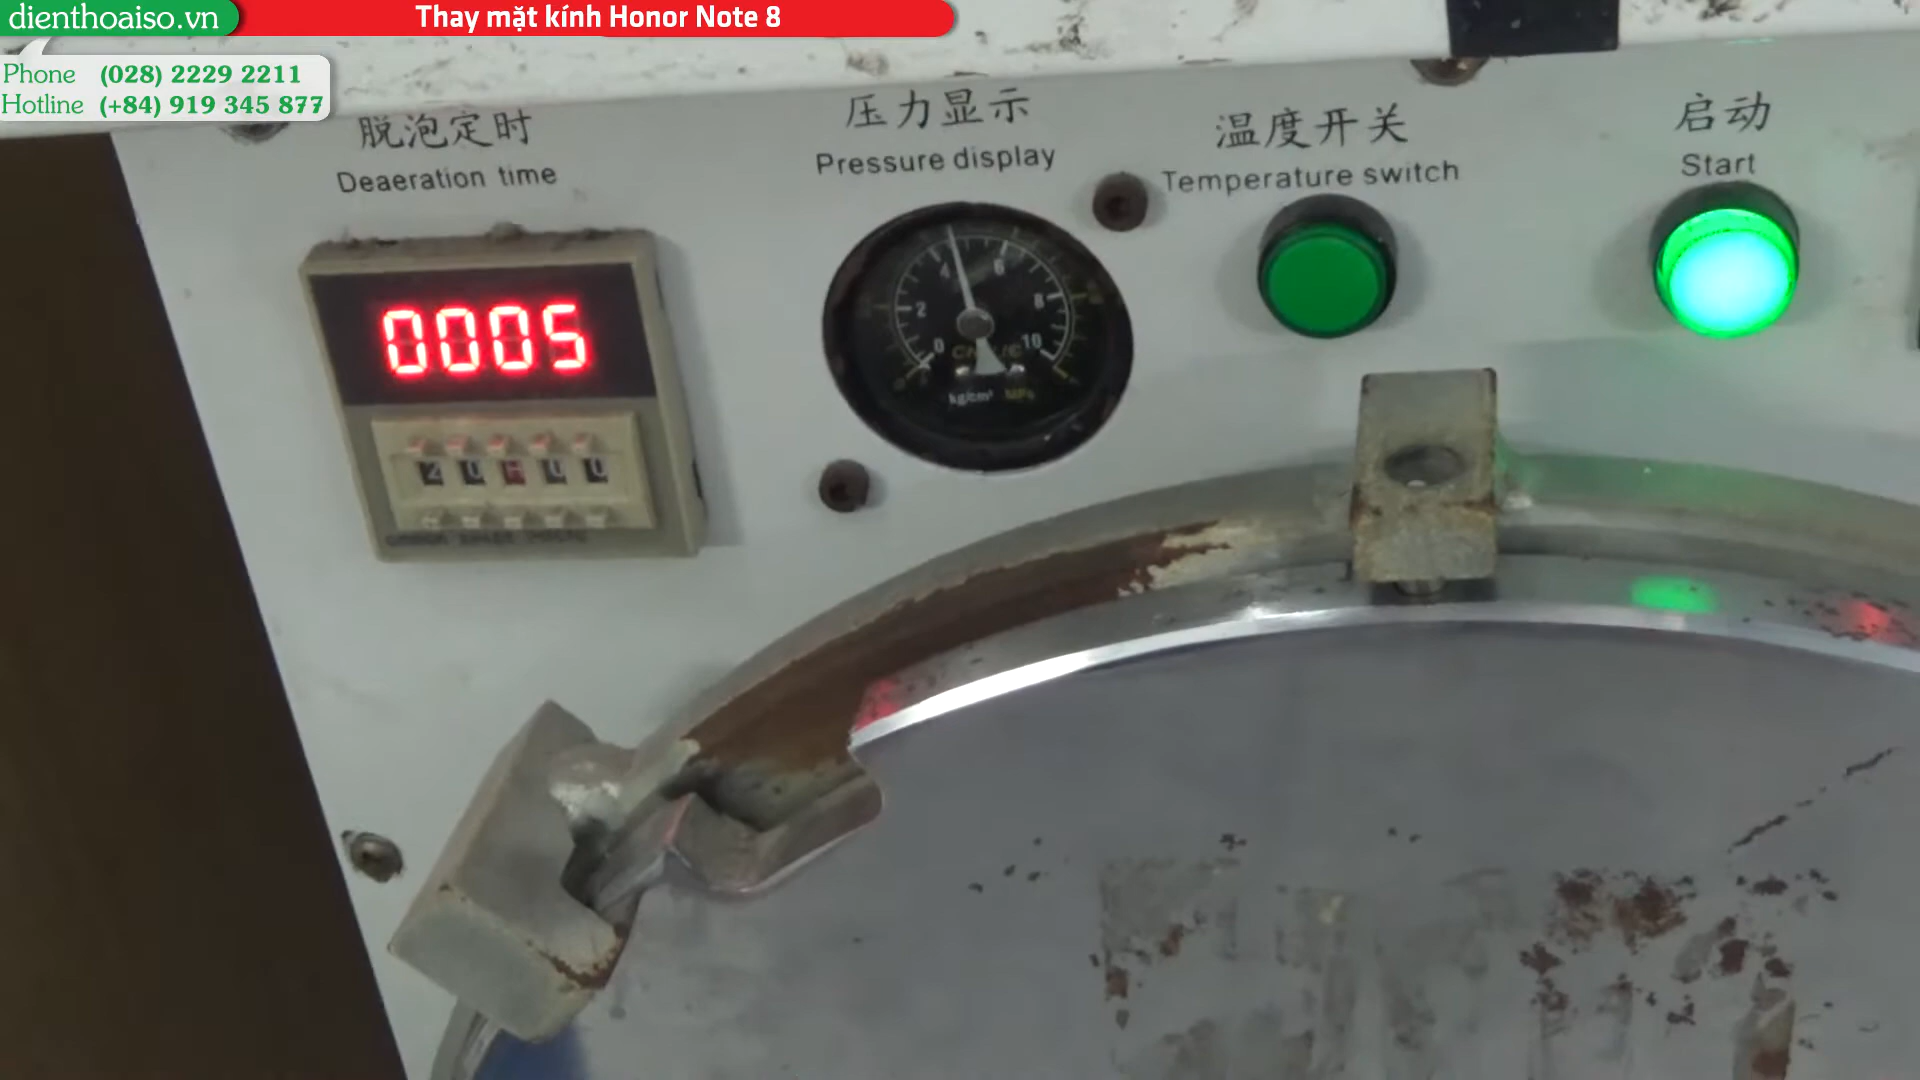 dienthoaiso.vn
Thay mặt kính Honor Note 8
Phone (028) 2229 2211
Hotline (+84) 919 345 877
脱泡定时
Deaeration time
压力显示
Pressure display
温度开关
Temperature switch
启动
Start
0005
20H00
0 2 4 6 8 10
kg/cm² MPa